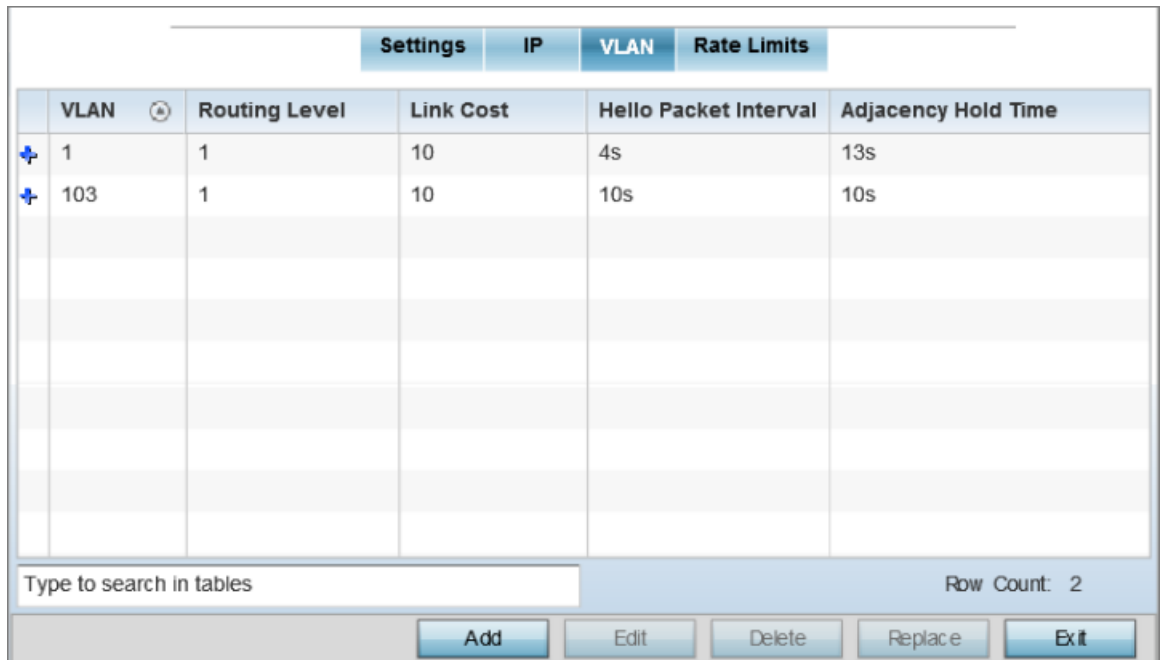 Settings IP VLAN Rate Limits
VLAN Routing Level Link Cost Hello Packet Interval Adjacency Hold Time
1 1 10 4s 13s
103 1 10 10s 10s
Type to search in tables Row Count: 2
Add Edit Delete Replace Exit